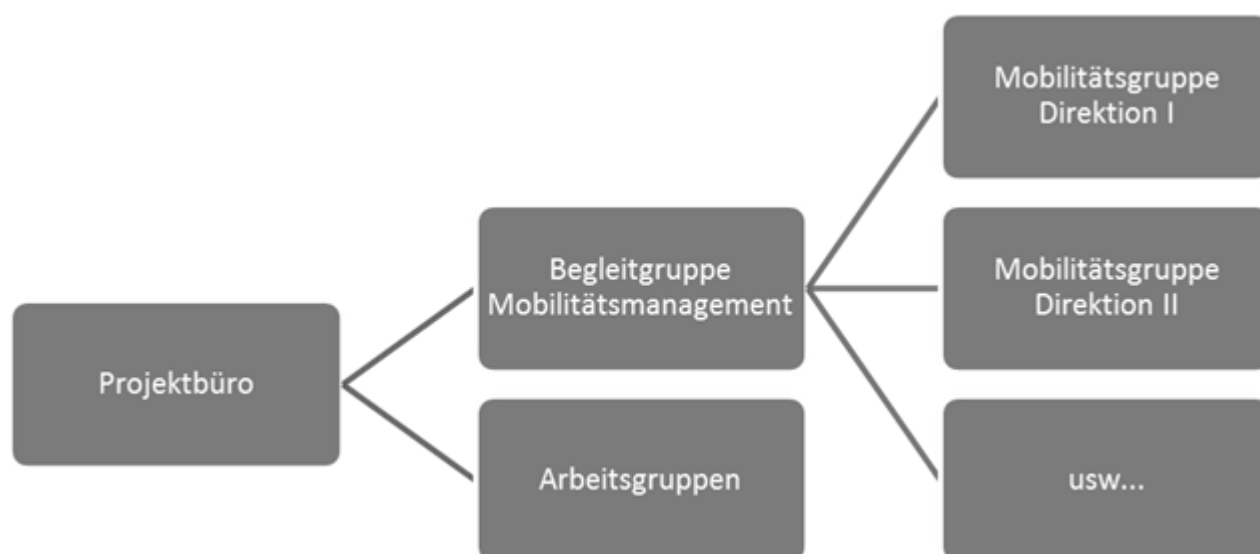 Projektbüro
Begleitgruppe
Mobilitätsmanagement
Arbeitsgruppen
Mobilitätsgruppe
Direktion I
Mobilitätsgruppe
Direktion II
usw...